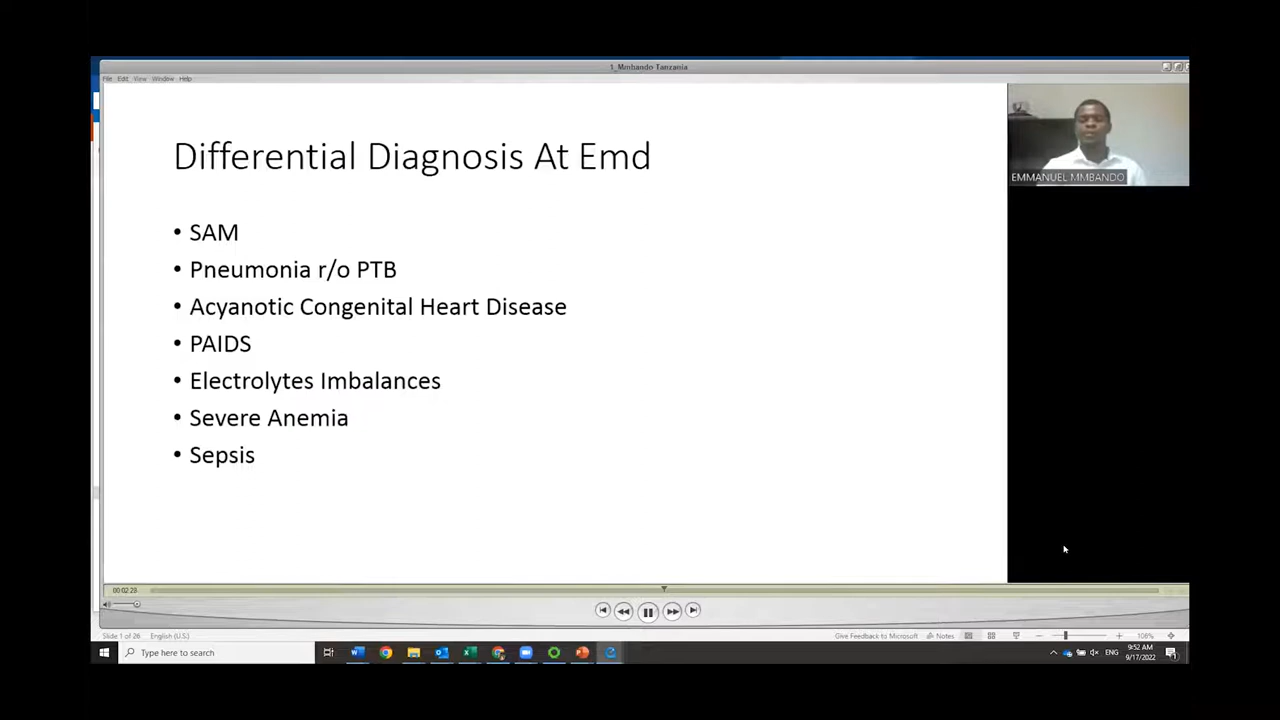 1_Mmbando Tanzania
File Edit View Window Help
Differential Diagnosis At Emd
• SAM
• Pneumonia r/o PTB
• Acyanotic Congenital Heart Disease
• PAIDS
• Electrolytes Imbalances
• Severe Anemia
• Sepsis
EMMANUEL MMBANDO
00:02:28
Slide 1 of 26 English (U.S.)
Give Feedback to Microsoft Notes 106%
Type here to search
ENG
9:52 AM
9/17/2022